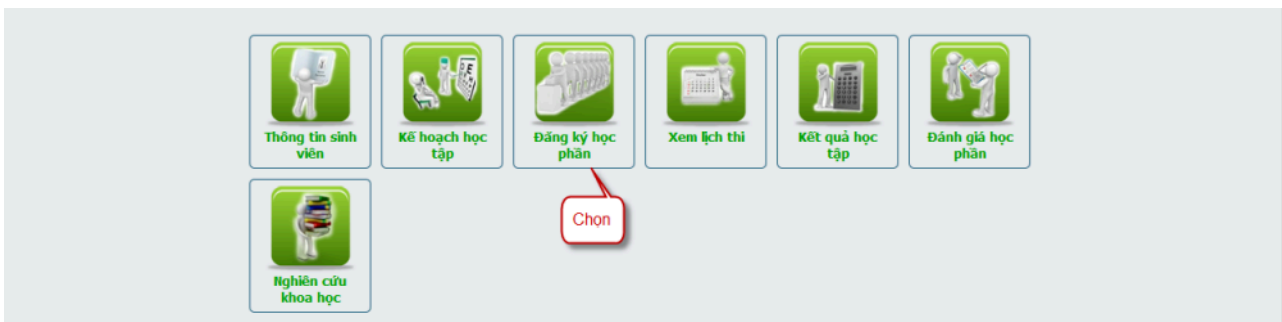 Thông tin sinh
viên
Kế hoạch học
tập
Đăng ký học
phần
Xem lịch thi
Kết quả học
tập
Đánh giá học
phần
Chọn
Nghiên cứu
khoa học